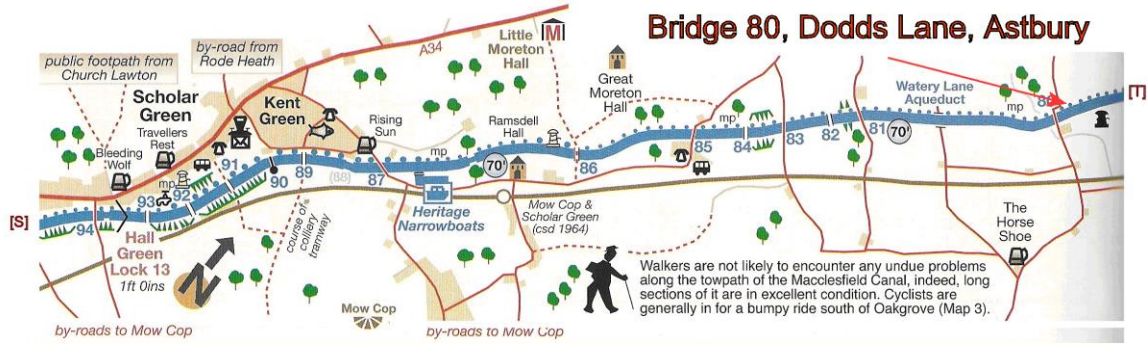 Bridge 80, Dodds Lane, Astbury
public footpath from
Church Lawton
by-road from
Rode Heath
A34
Little
Moreton
Hall
M
Great
Moreton
Hall
Watery Lane
Aqueduct
[T]
Scholar
Green
Travellers
Rest
Bleeding
Wolf
Kent
Green
Rising
Sun
Ramsdell
Hall
mp
mp
mp
mp
94
93
92
91
90
89
(88)
87
86
85
84
83
82
81
70'
70'
[S]
Hall
Green
Lock 13
1ft 0ins
N
course of
colliery
tramway
Heritage
Narrowboats
Mow Cop &
Scholar Green
(csd 1964)
The
Horse
Shoe
Walkers are not likely to encounter any undue problems
along the towpath of the Macclesfield Canal, indeed, long
sections of it are in excellent condition. Cyclists are
generally in for a bumpy ride south of Oakgrove (Map 3).
Mow Cop
by-roads to Mow Cop
by-roads to Mow Cop